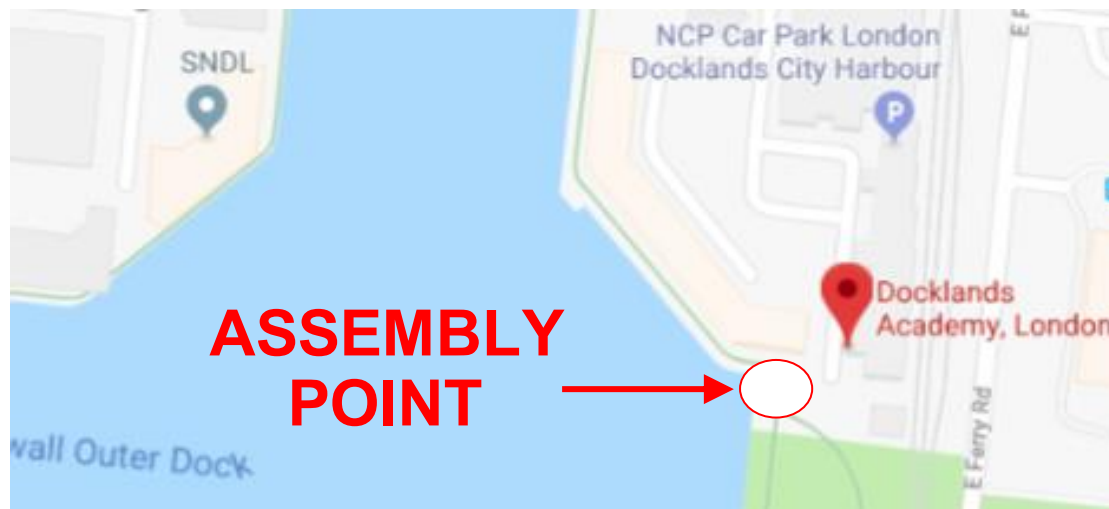 SNDL
NCP Car Park London
Docklands City Harbour
P
E F
Docklands
Academy, London
ASSEMBLY
POINT
E Ferry Rd
wall Outer Dock